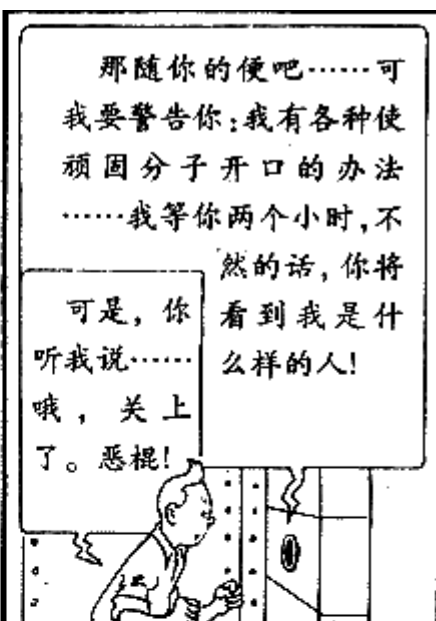 那随你的便吧……可
我要警告你：我有各种使
顽固分子开口的办法
……我等你两个小时，不
然的话，你将
看到我是什
么样的人！
可是，你
听我说……
哦，关上
了。恶棍！